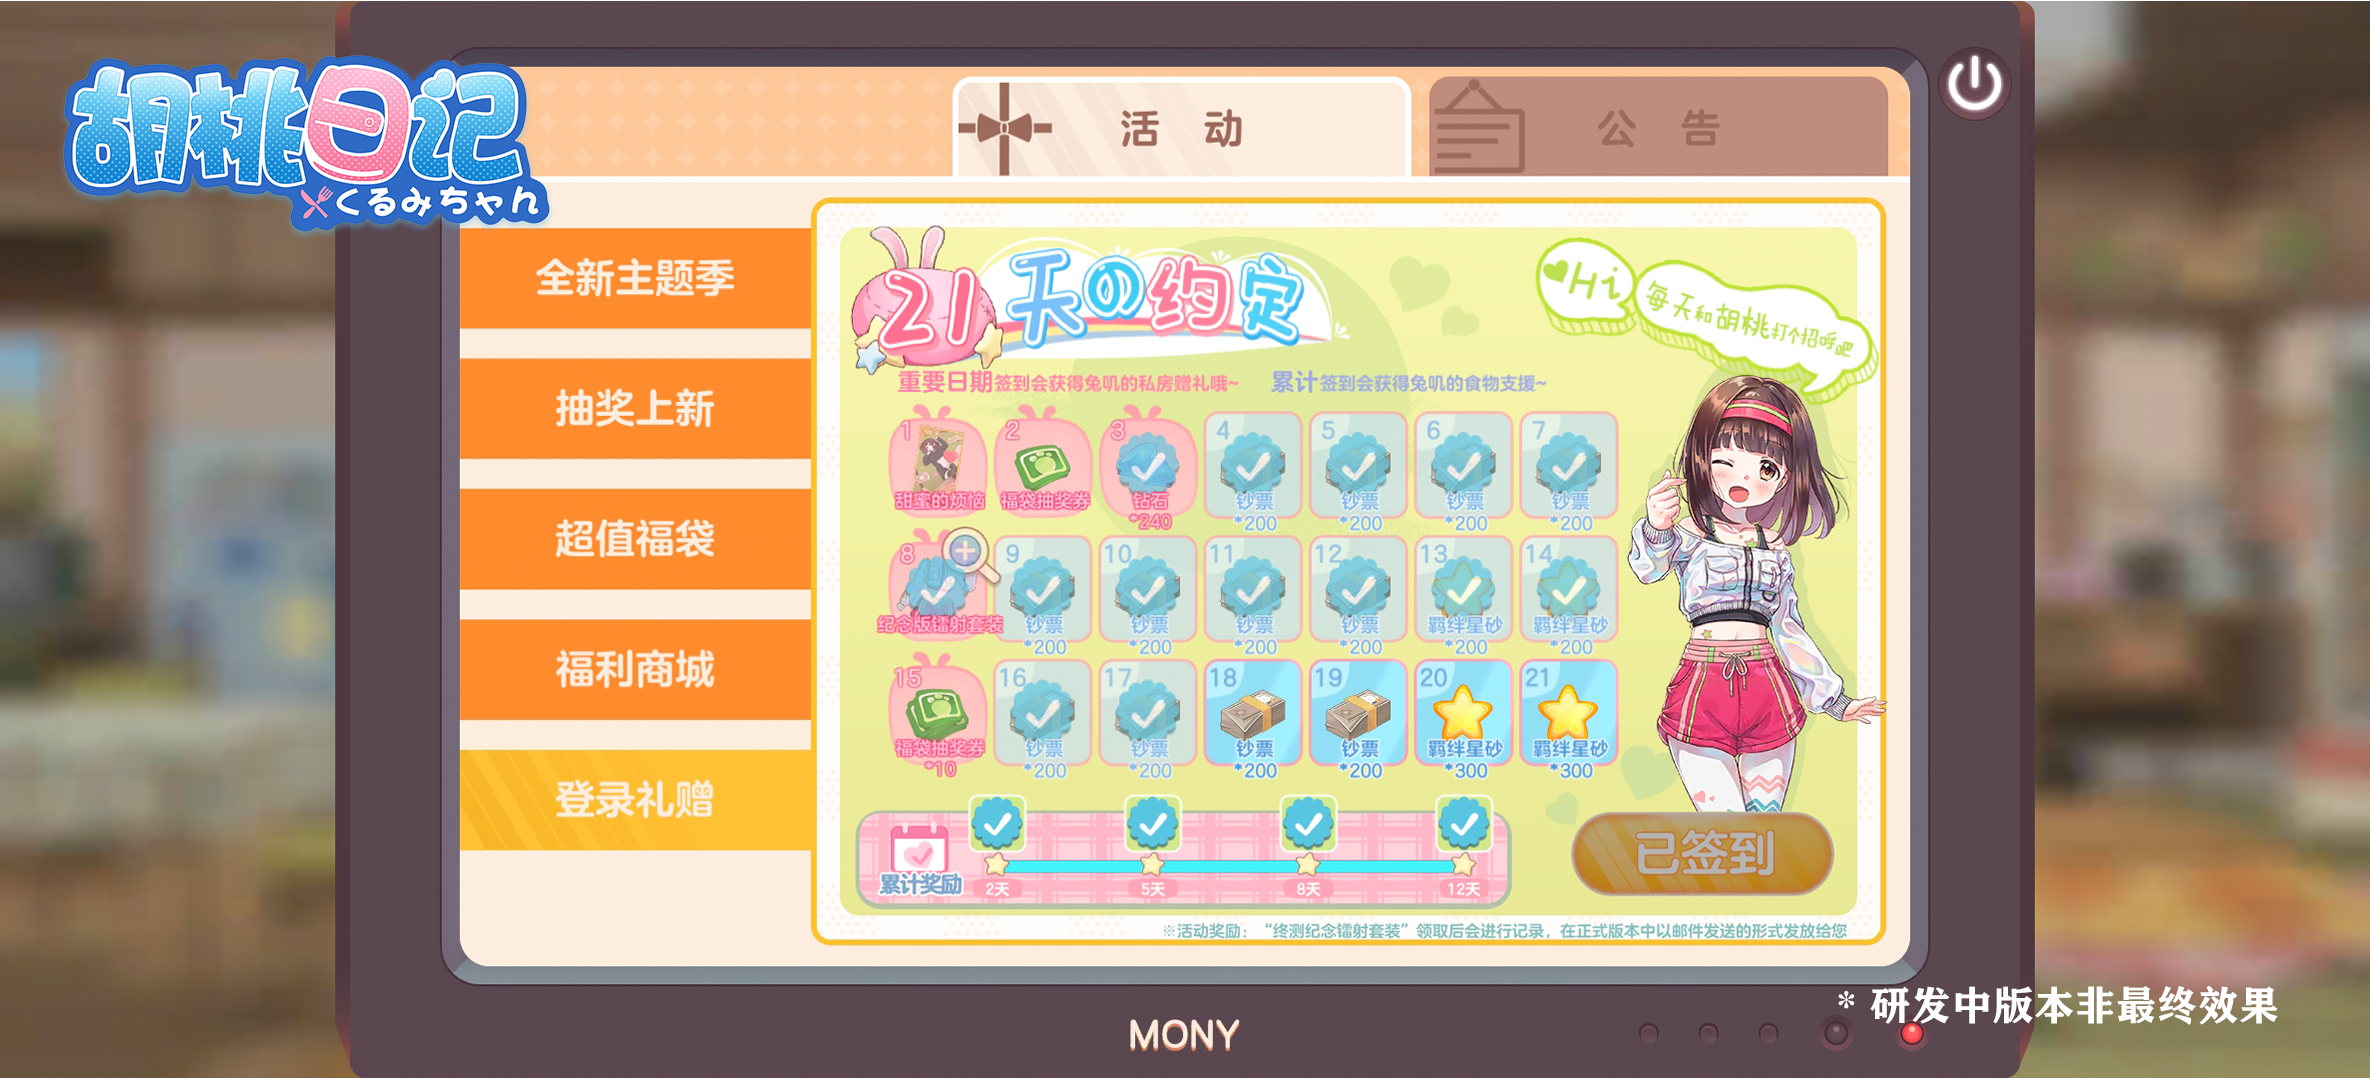 胡桃日记
くるみちゃん
活动
公告
全新主题季
抽奖上新
超值福袋
福利商城
登录礼赠
21天の约定
Hi
每天和胡桃打个招呼吧
重要日期签到会获得兔叽的私房赠礼哦~ 累计签到会获得兔叽的食物支援~
1 2 3 4 5 6 7
甜蜜的烦恼 福袋抽奖券 钻石 钞票 钞票 钞票 钞票
*240 *200 *200 *200 *200
8 9 10 11 12 13 14
纪念版镭射套装 钞票 钞票 钞票 钞票 羁绊星砂 羁绊星砂
*200 *200 *200 *200 *200 *200
15 16 17 18 19 20 21
福袋抽奖券 钞票 钞票 钞票 钞票 羁绊星砂 羁绊星砂
*10 *200 *200 *200 *200 *300 *300
累计奖励 2天 5天 8天 12天
已签到
※活动奖励：“终测纪念镭射套装”领取后会进行记录，在正式版本中以邮件发送的形式发放给您
* 研发中版本非最终效果
MONY